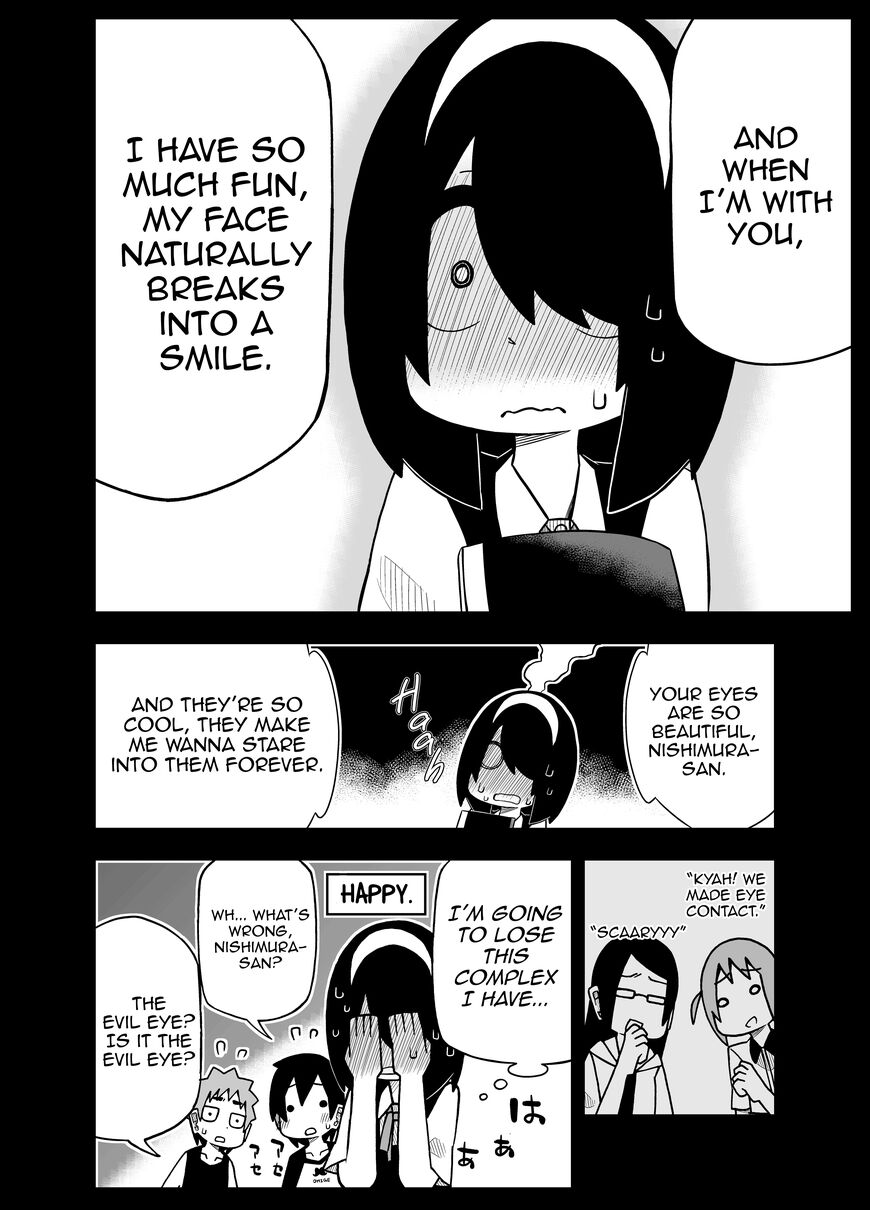 AND
WHEN
I'M WITH
YOU,
I HAVE SO
MUCH FUN,
MY FACE
NATURALLY
BREAKS
INTO A
SMILE.
YOUR EYES
ARE SO
BEAUTIFUL,
NISHIMURA-
SAN.
Haah
AND THEY'RE SO
COOL, THEY MAKE
ME WANNA STARE
INTO THEM FOREVER.
"KYAH! WE
MADE EYE
CONTACT."
"SCAARYYY"
I'M GOING
TO LOSE
THIS
COMPLEX
I HAVE...
HAPPY.
はぁぁ
WH... WHAT'S
WRONG,
NISHIMURA-
SAN?
THE
EVIL EYE?
IS IT THE
EVIL EYE?
アセ
アセ
OHIGE